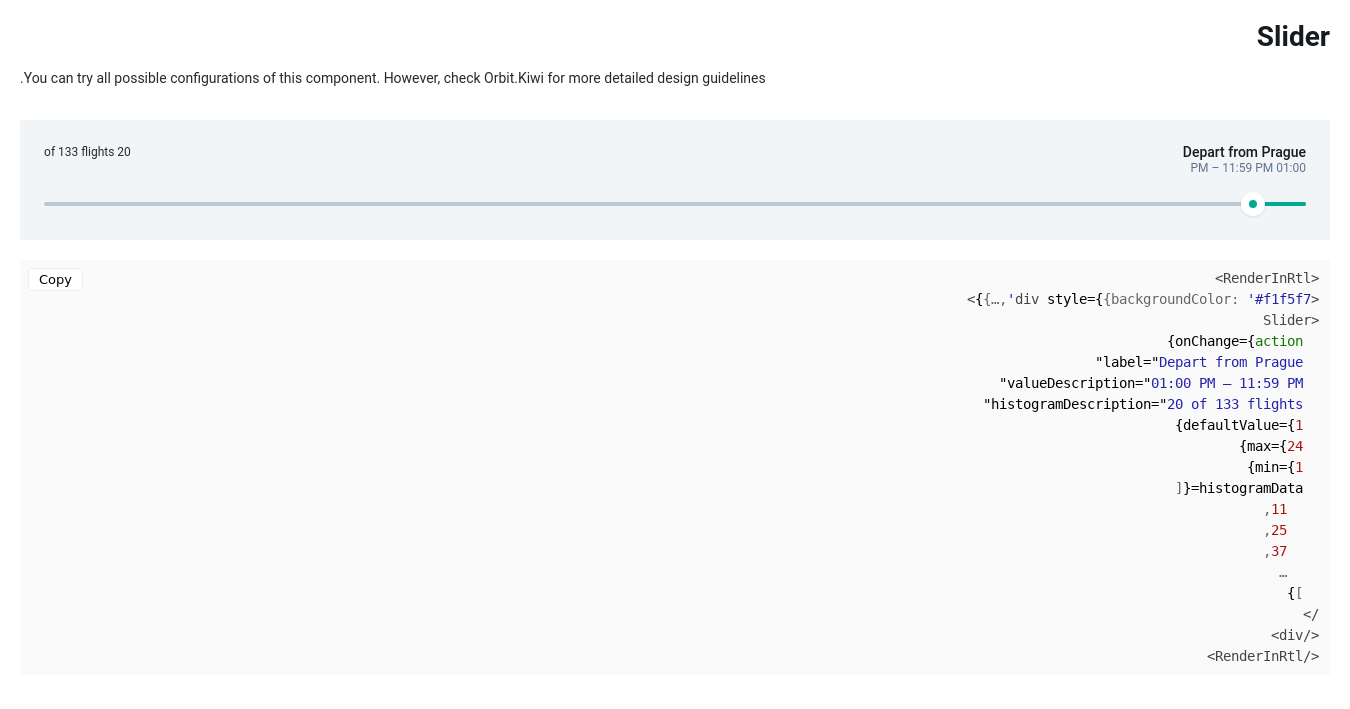 Slider
.You can try all possible configurations of this component. However, check Orbit.Kiwi for more detailed design guidelines
Depart from Prague
PM – 11:59 PM 01:00
of 133 flights 20
Copy
<RenderInRtl>
<{{…,'div style={{backgroundColor: '#f1f5f7>
Slider>
{onChange={action
"label="Depart from Prague
"valueDescription="01:00 PM – 11:59 PM
"histogramDescription="20 of 133 flights
{defaultValue={1
{max={24
{min={1
]}=histogramData
,11
,25
,37
…
{[
</
<div/>
<RenderInRtl/>